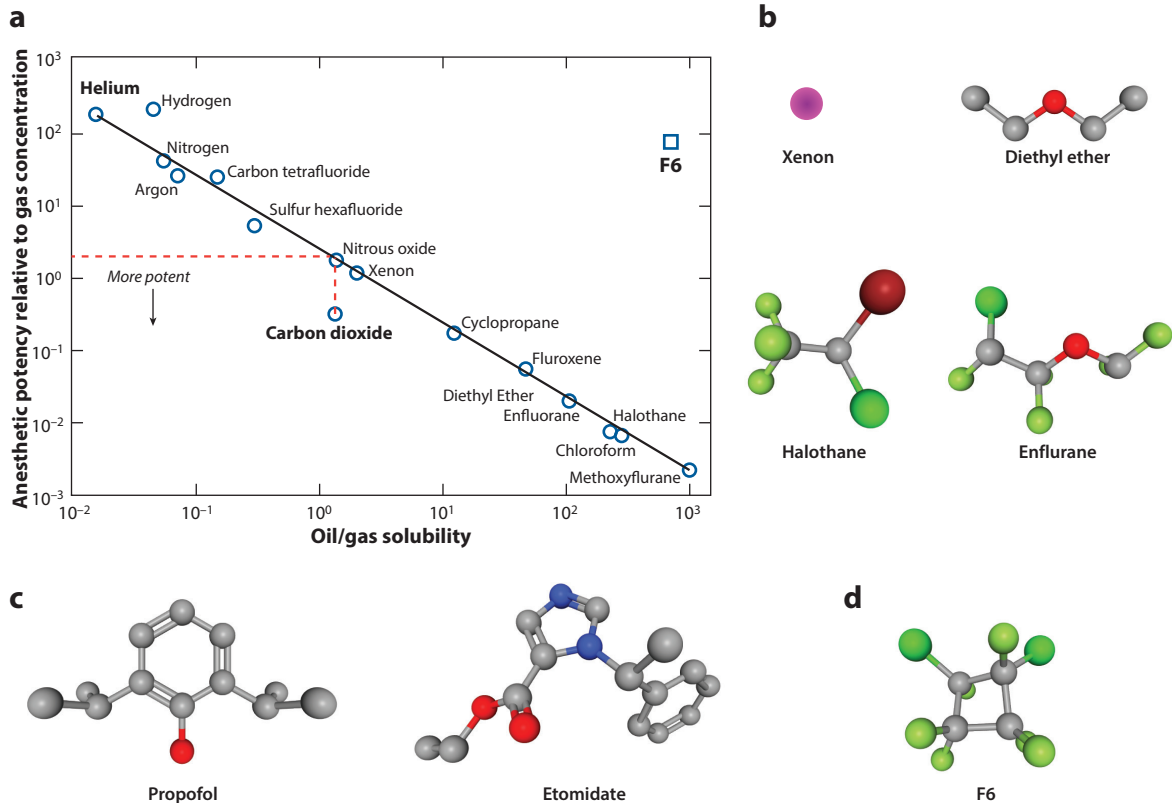 a
Anesthetic potency relative to gas concentration
10³
10²
10¹
10⁰
10⁻¹
10⁻²
10⁻³
Helium
Hydrogen
Nitrogen
Argon
Carbon tetrafluoride
Sulfur hexafluoride
F6
Nitrous oxide
Xenon
More potent
Carbon dioxide
Cyclopropane
Fluroxene
Diethyl Ether
Enfluorane
Halothane
Chloroform
Methoxyflurane
10⁻²
10⁻¹
10⁰
10¹
10²
10³
Oil/gas solubility
b
Xenon
Diethyl ether
Halothane
Enflurane
c
Propofol
Etomidate
d
F6